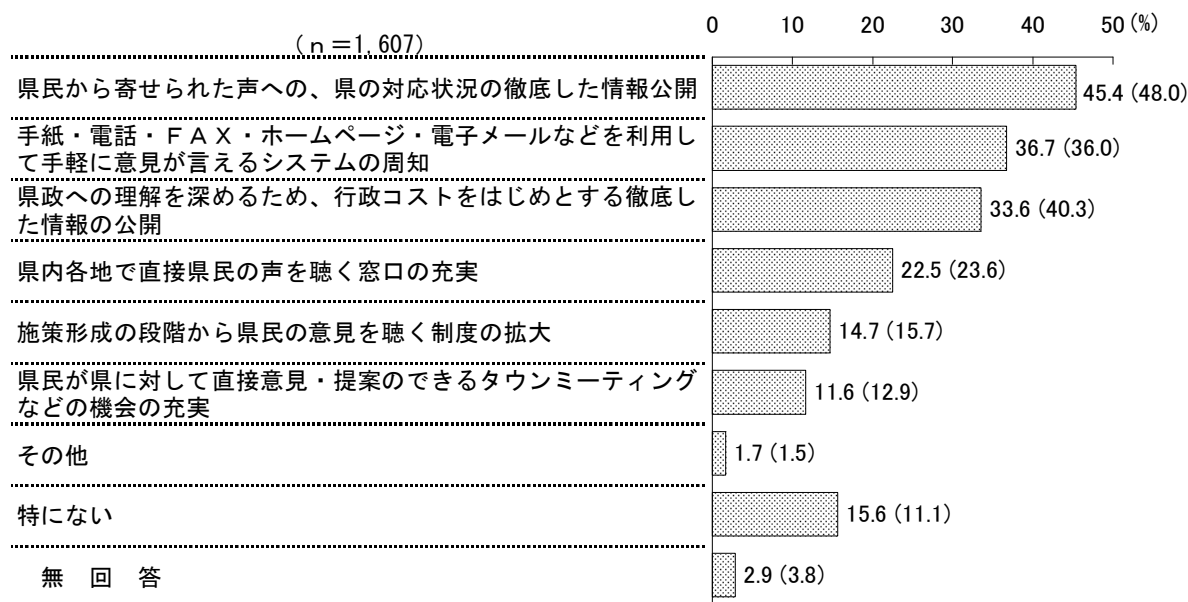 0 10 20 30 40 50 (%)
(ｎ＝1,607)
県民から寄せられた声への、県の対応状況の徹底した情報公開 45.4 (48.0)
手紙・電話・ＦＡＸ・ホームページ・電子メールなどを利用し
て手軽に意見が言えるシステムの周知
36.7 (36.0)
県政への理解を深めるため、行政コストをはじめとする徹底し
た情報の公開
33.6 (40.3)
県内各地で直接県民の声を聴く窓口の充実 22.5 (23.6)
施策形成の段階から県民の意見を聴く制度の拡大 14.7 (15.7)
県民が県に対して直接意見・提案のできるタウンミーティング
などの機会の充実
11.6 (12.9)
その他 1.7 (1.5)
特にない 15.6 (11.1)
無　回　答 2.9 (3.8)